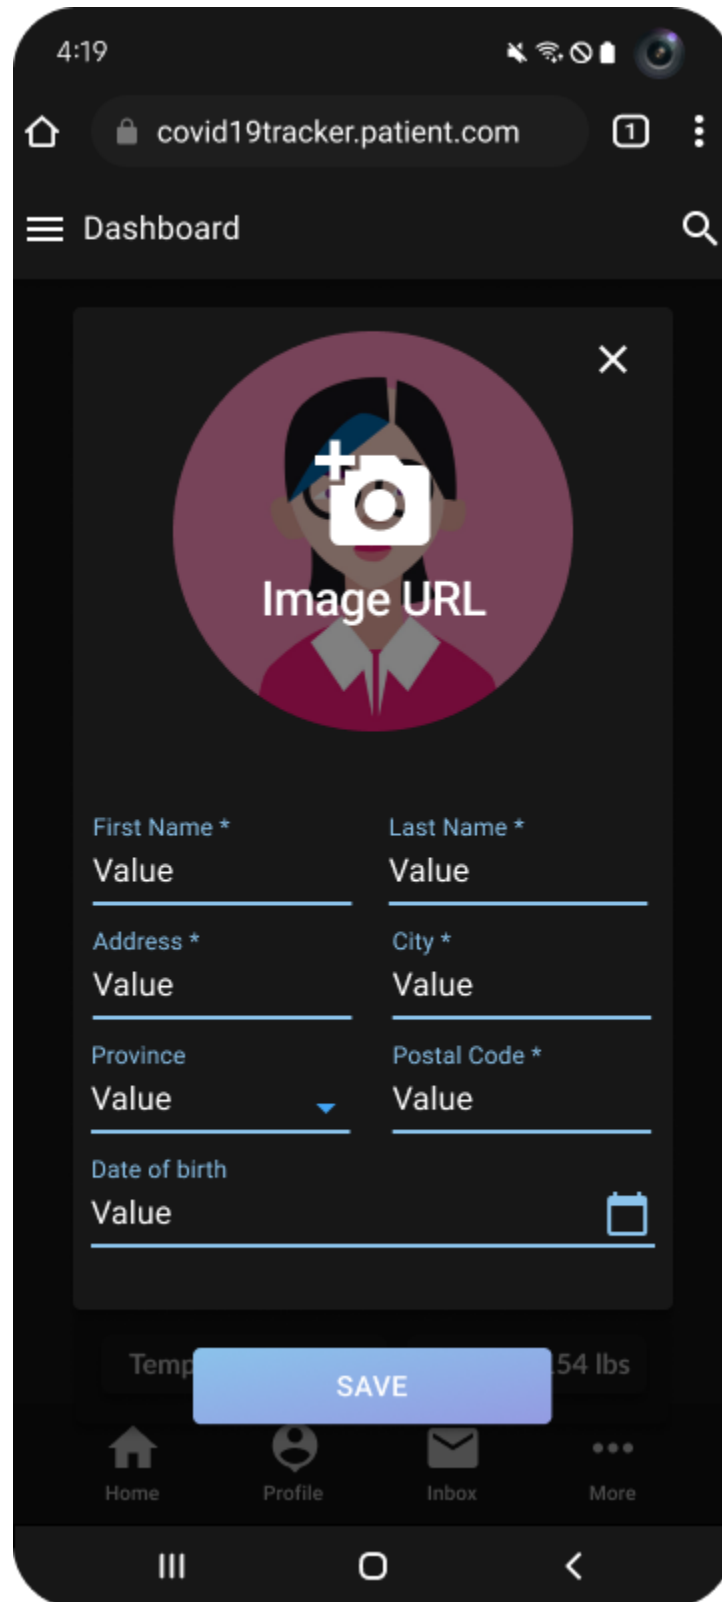 4:19
covid19tracker.patient.com
1
Dashboard
Image URL
First Name * Last Name *
Value Value
Address * City *
Value Value
Province Postal Code *
Value Value
Date of birth
Value
Temp 54 lbs
SAVE
Home Profile Inbox More